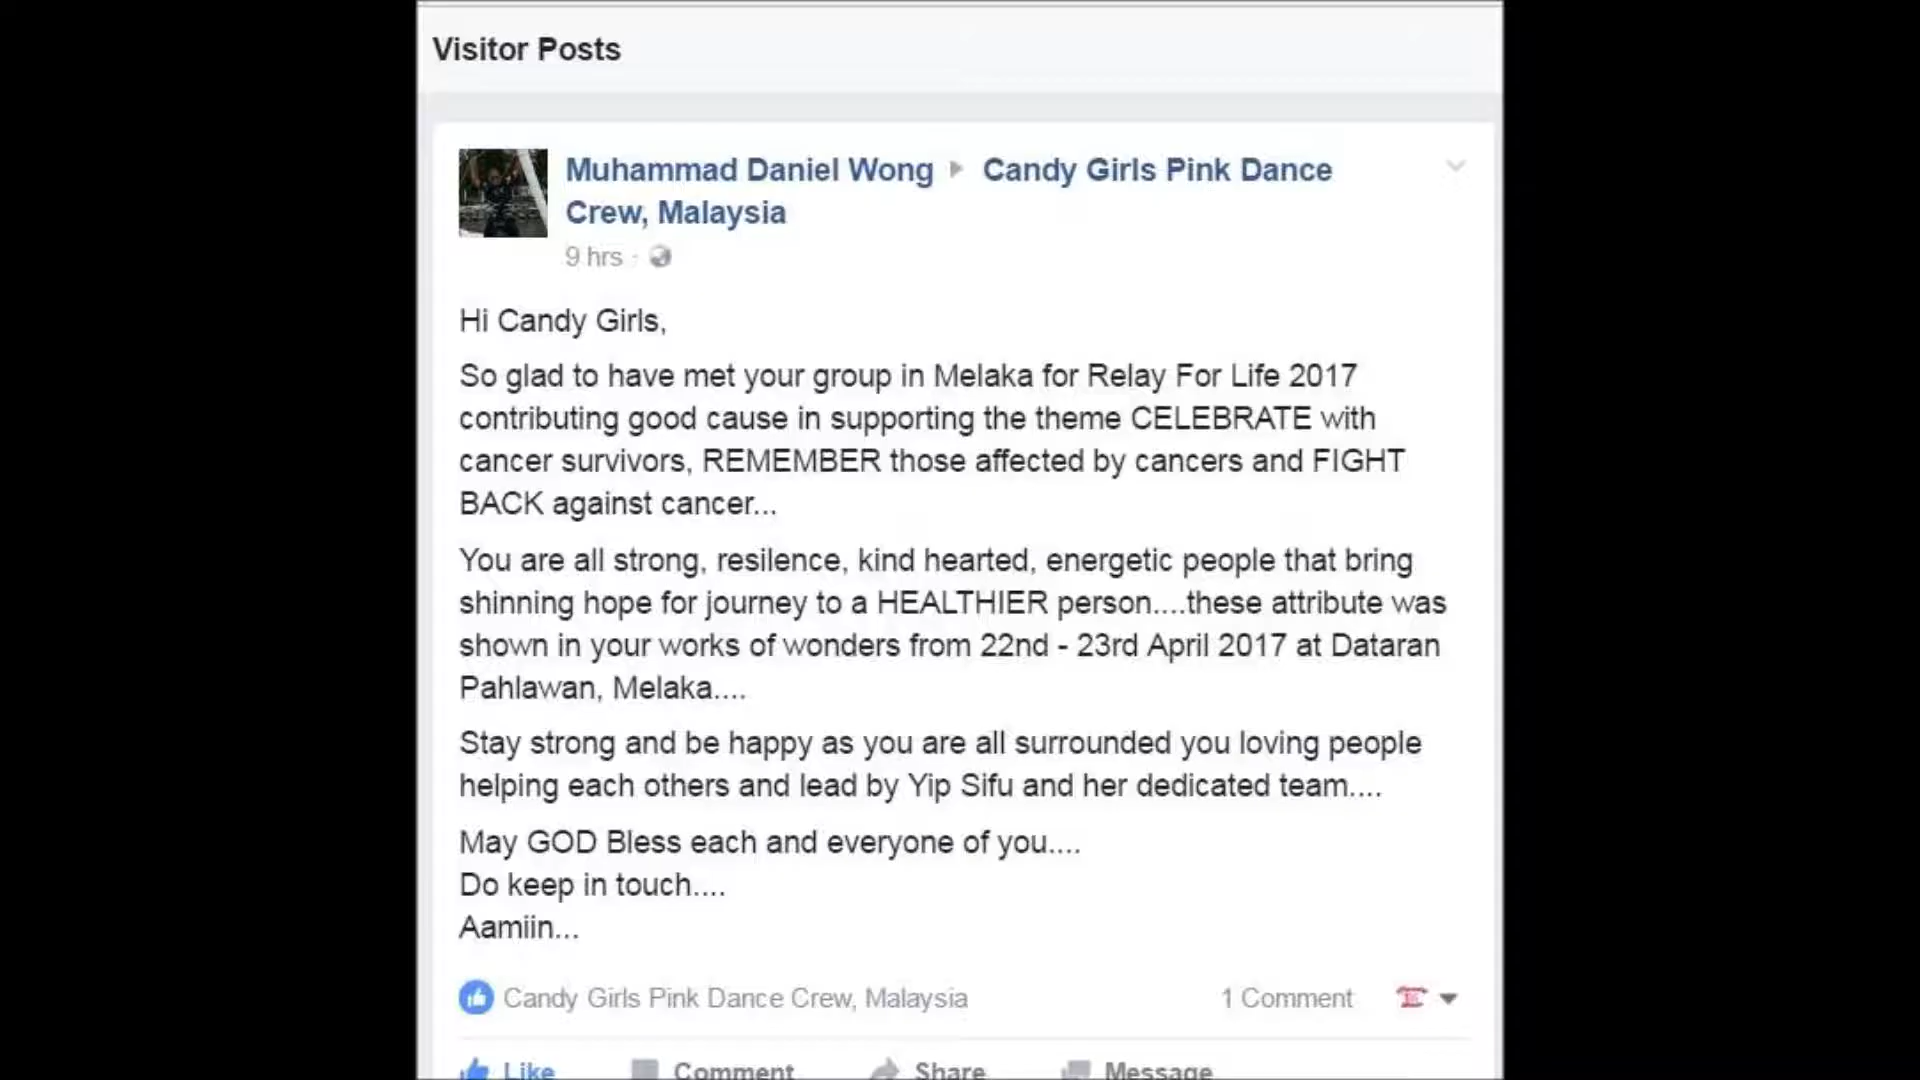 Visitor Posts
Muhammad Daniel Wong ▸ Candy Girls Pink Dance
Crew, Malaysia
9 hrs ·
Hi Candy Girls,
So glad to have met your group in Melaka for Relay For Life 2017
contributing good cause in supporting the theme CELEBRATE with
cancer survivors, REMEMBER those affected by cancers and FIGHT
BACK against cancer...
You are all strong, resilence, kind hearted, energetic people that bring
shinning hope for journey to a HEALTHIER person....these attribute was
shown in your works of wonders from 22nd - 23rd April 2017 at Dataran
Pahlawan, Melaka....
Stay strong and be happy as you are all surrounded you loving people
helping each others and lead by Yip Sifu and her dedicated team....
May GOD Bless each and everyone of you....
Do keep in touch....
Aamiin...
Candy Girls Pink Dance Crew, Malaysia 1 Comment
Like Comment Share Message